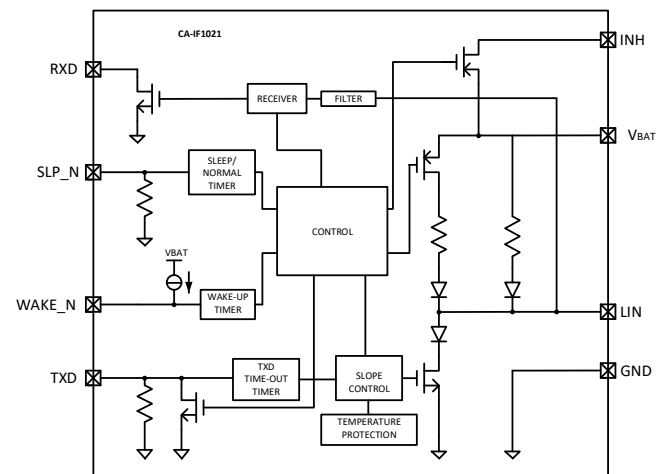 CA-IF1021
INH
RXD
RECEIVER
FILTER
VBAT
SLP_N
SLEEP/
NORMAL
TIMER
CONTROL
VBAT
WAKE_N
WAKE-UP
TIMER
LIN
TXD
TXD
TIME-OUT
TIMER
SLOPE
CONTROL
GND
TEMPERATURE
PROTECTION